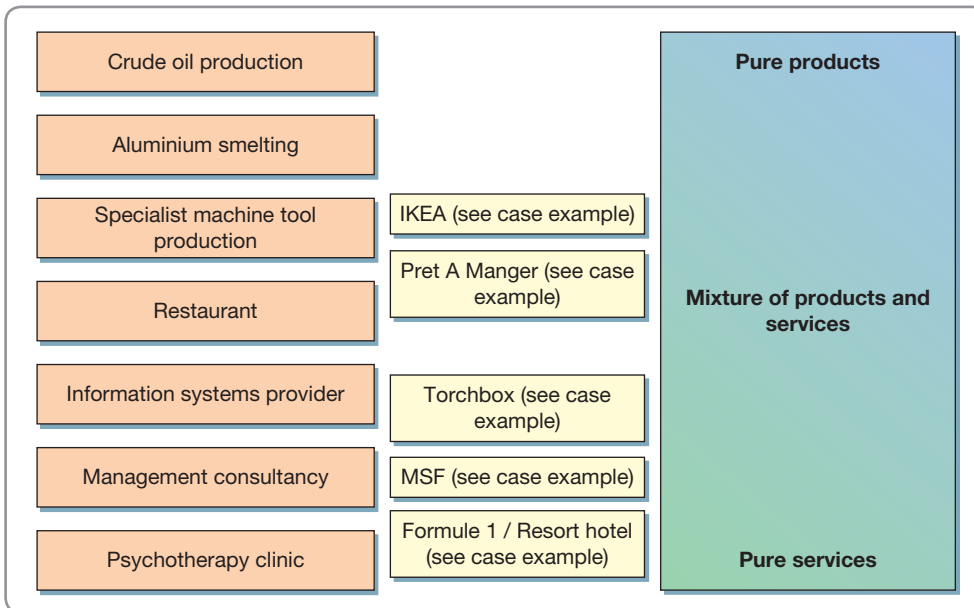 Crude oil production
Aluminium smelting
Specialist machine tool
production
Restaurant
Information systems provider
Management consultancy
Psychotherapy clinic
IKEA (see case example)
Pret A Manger (see case
example)
Torchbox (see case
example)
MSF (see case example)
Formule 1 / Resort hotel
(see case example)
Pure products
Mixture of products and
services
Pure services